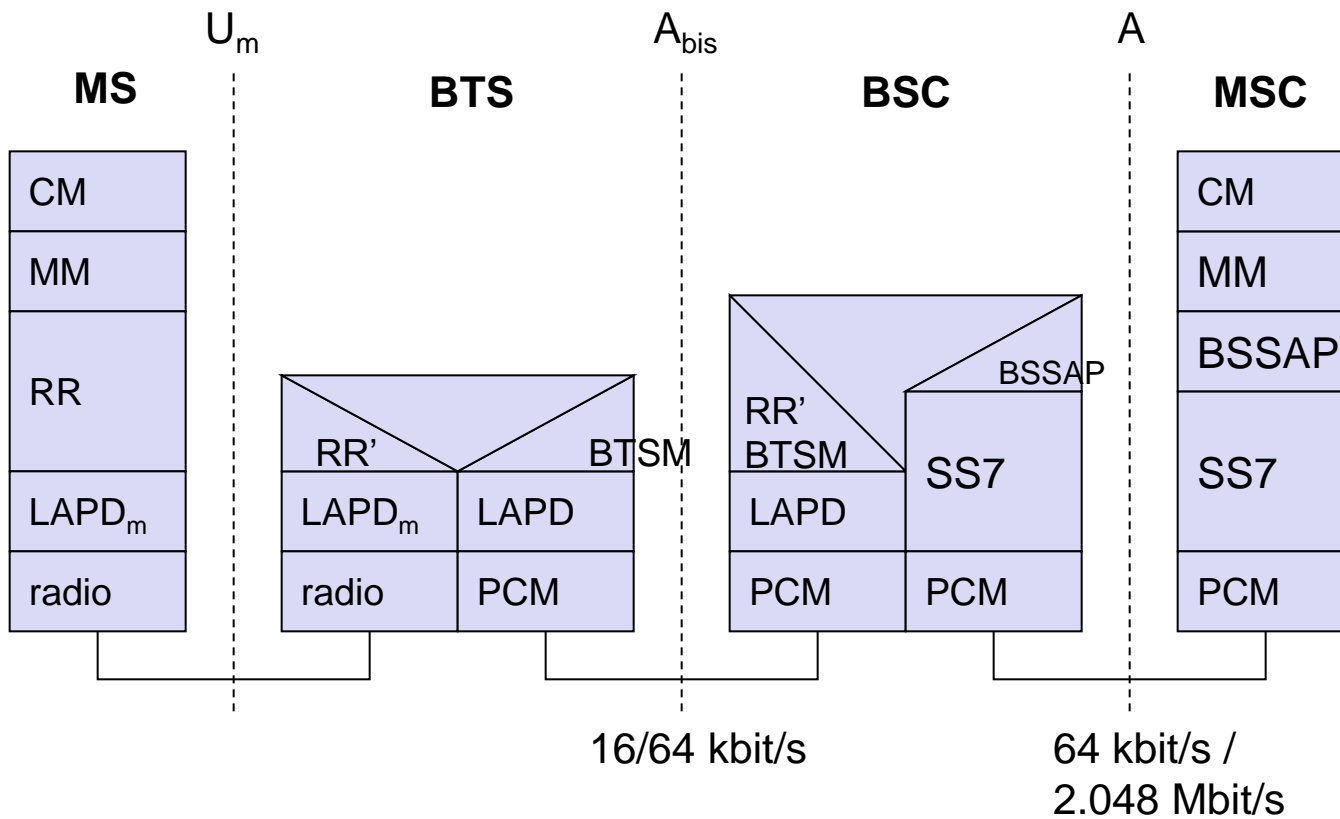 Um
Abis
A
MS
BTS
BSC
MSC
CM
MM
RR
LAPDm
radio
RR’
BTSM
LAPDm
LAPD
radio
PCM
RR’
BTSM
BSSAP
LAPD
SS7
PCM
PCM
CM
MM
BSSAP
SS7
PCM
16/64 kbit/s
64 kbit/s /
2.048 Mbit/s